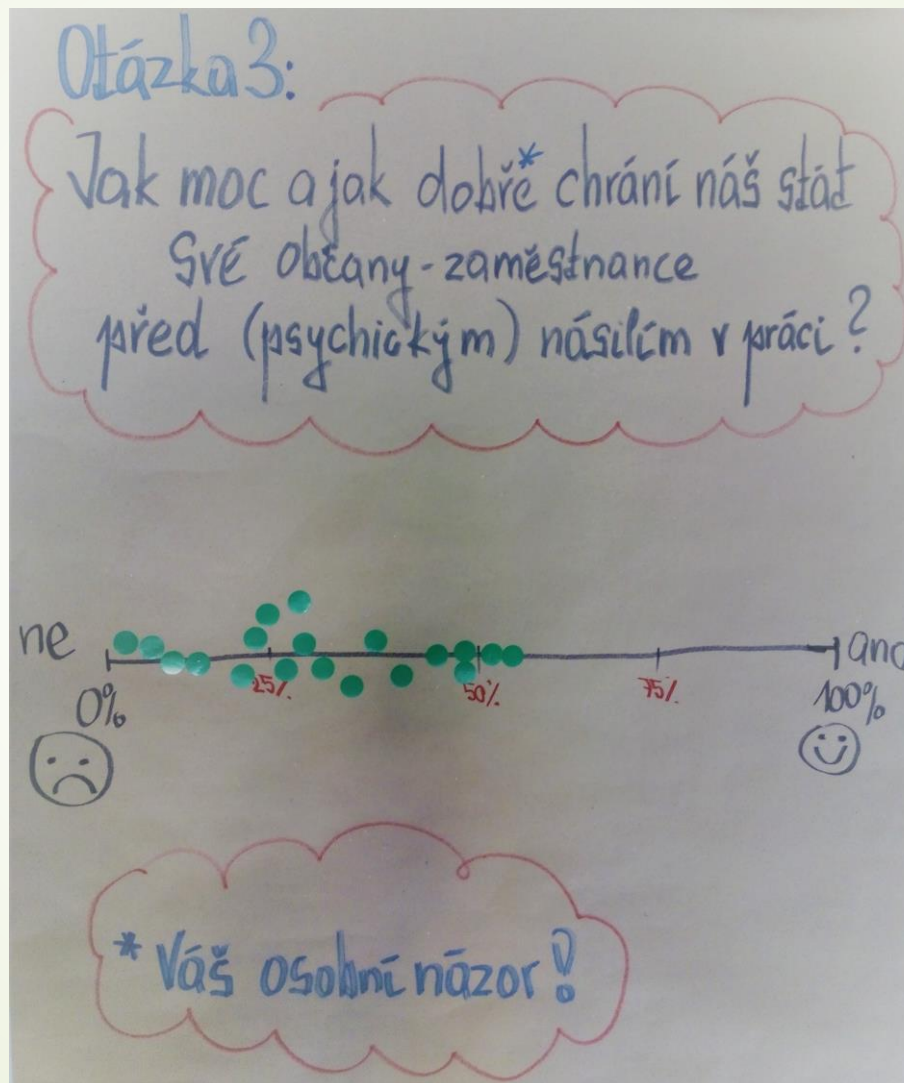 Otázka 3:
Jak moc a jak dobře* chrání náš stát
své občany - zaměstnance
před (psychickým) násilím v práci?
ne
ano
0%
25%
50%
75%
100%
* Váš osobní názor!